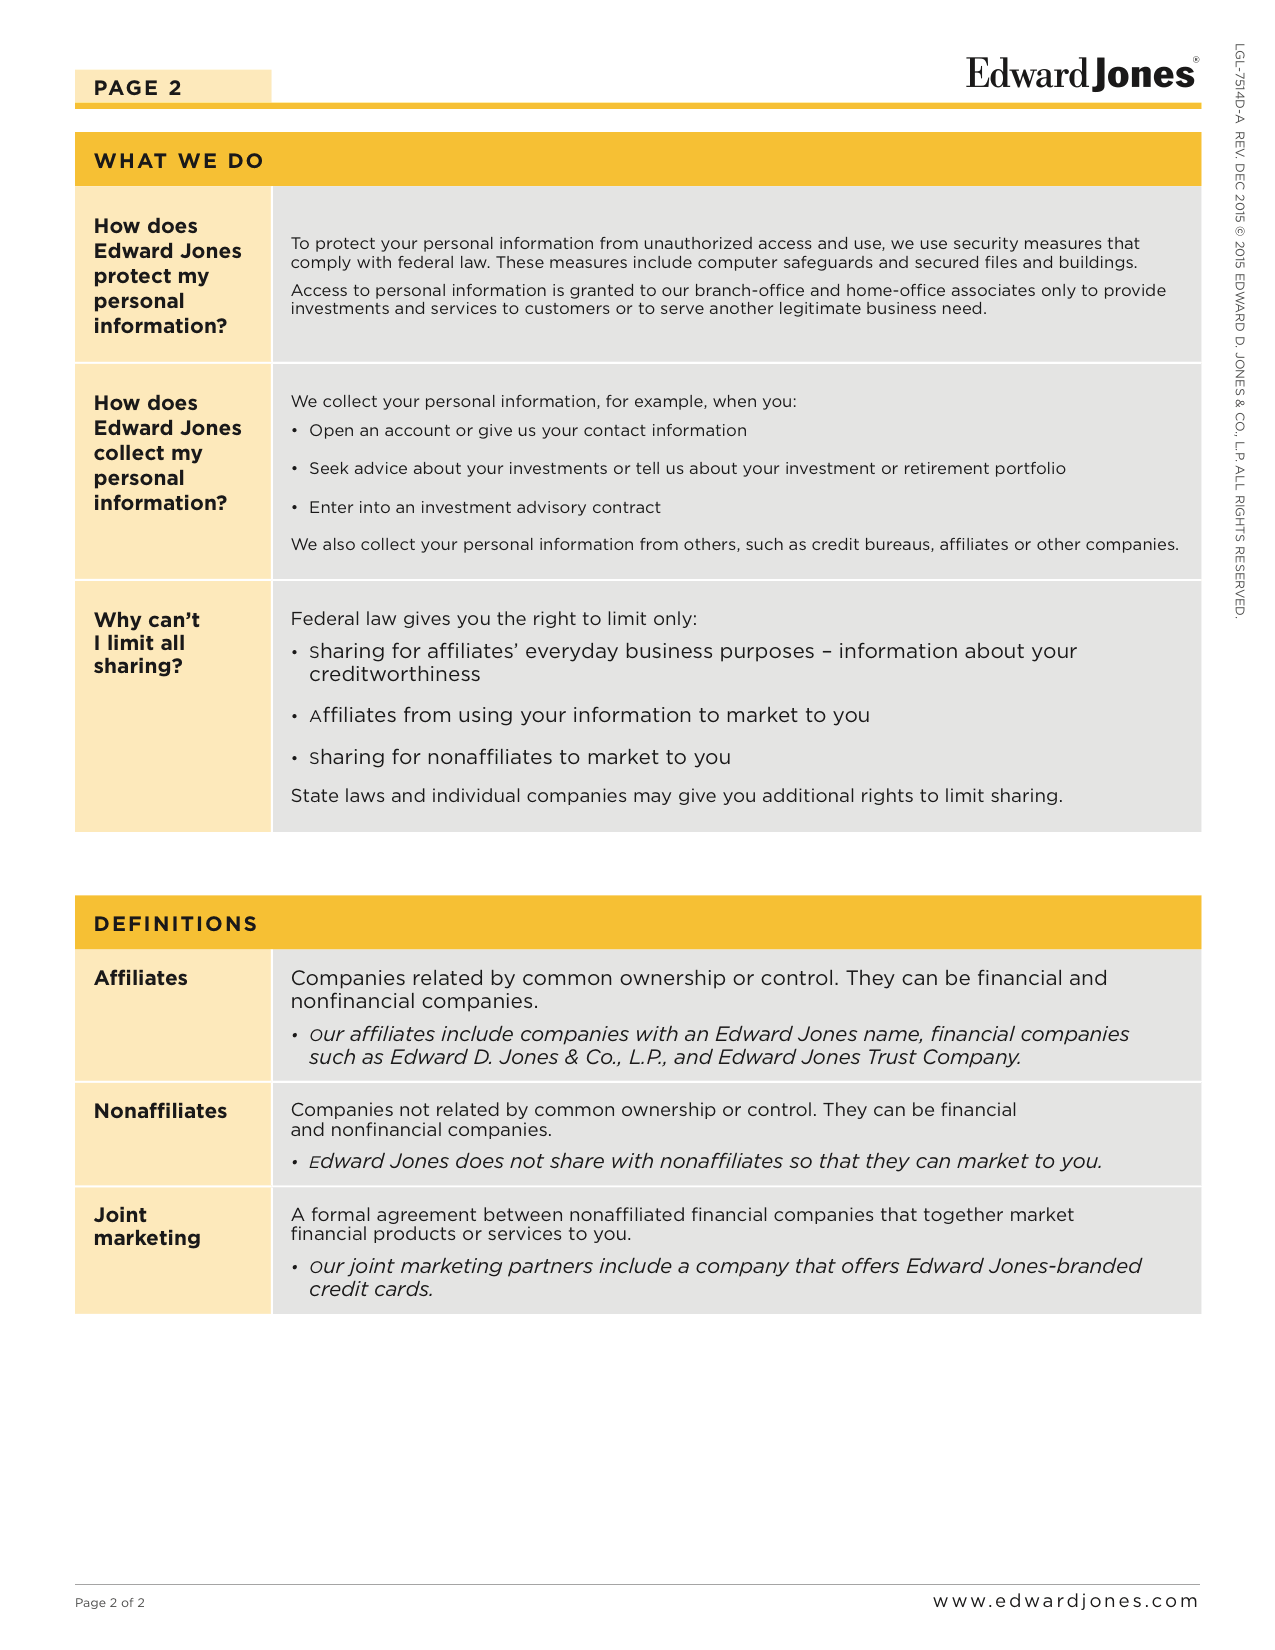 PAGE 2
Edward Jones®
WHAT WE DO
How does
Edward Jones
protect my
personal
information?
To protect your personal information from unauthorized access and use, we use security measures that
comply with federal law. These measures include computer safeguards and secured files and buildings.
Access to personal information is granted to our branch-office and home-office associates only to provide
investments and services to customers or to serve another legitimate business need.
How does
Edward Jones
collect my
personal
information?
We collect your personal information, for example, when you:
• Open an account or give us your contact information
• Seek advice about your investments or tell us about your investment or retirement portfolio
• Enter into an investment advisory contract
We also collect your personal information from others, such as credit bureaus, affiliates or other companies.
Why can’t
I limit all
sharing?
Federal law gives you the right to limit only:
• Sharing for affiliates’ everyday business purposes – information about your
creditworthiness
• Affiliates from using your information to market to you
• Sharing for nonaffiliates to market to you
State laws and individual companies may give you additional rights to limit sharing.
DEFINITIONS
Affiliates
Companies related by common ownership or control. They can be financial and
nonfinancial companies.
• Our affiliates include companies with an Edward Jones name, financial companies
such as Edward D. Jones & Co., L.P., and Edward Jones Trust Company.
Nonaffiliates
Companies not related by common ownership or control. They can be financial
and nonfinancial companies.
• Edward Jones does not share with nonaffiliates so that they can market to you.
Joint
marketing
A formal agreement between nonaffiliated financial companies that together market
financial products or services to you.
• Our joint marketing partners include a company that offers Edward Jones-branded
credit cards.
Page 2 of 2
www.edwardjones.com
LGL-7514D-A REV. DEC 2015 © 2015 EDWARD D. JONES & CO., L.P. ALL RIGHTS RESERVED.